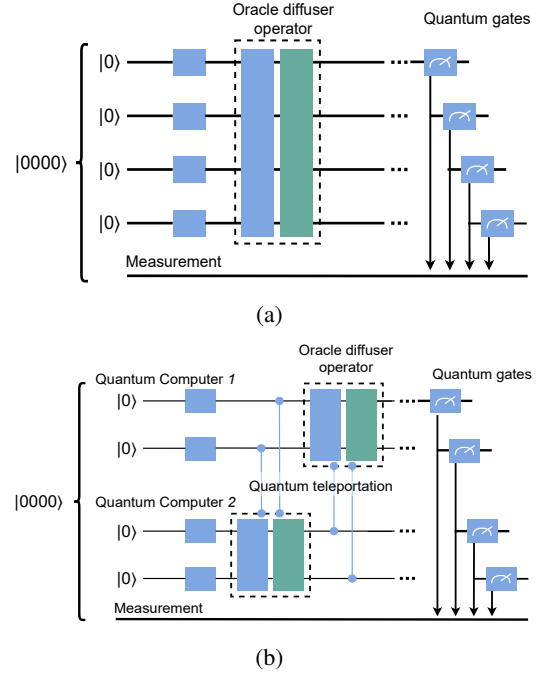 Oracle diffuser
operator
Quantum gates
|0⟩
|0⟩
|0000⟩
|0⟩
|0⟩
Measurement
(a)
Oracle diffuser
operator
Quantum Computer 1
Quantum gates
|0⟩
|0⟩
Quantum teleportation
|0000⟩
Quantum Computer 2
|0⟩
|0⟩
Measurement
(b)